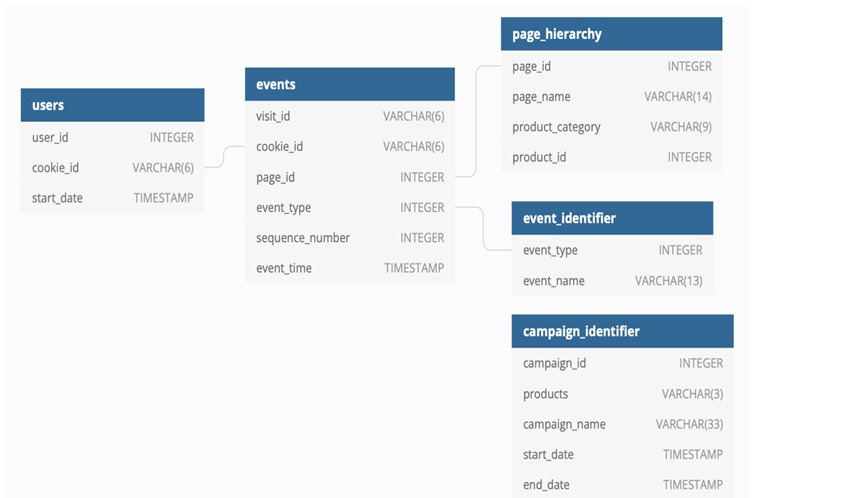 users
user_id INTEGER
cookie_id VARCHAR(6)
start_date TIMESTAMP
events
visit_id VARCHAR(6)
cookie_id VARCHAR(6)
page_id INTEGER
event_type INTEGER
sequence_number INTEGER
event_time TIMESTAMP
page_hierarchy
page_id INTEGER
page_name VARCHAR(14)
product_category VARCHAR(9)
product_id INTEGER
event_identifier
event_type INTEGER
event_name VARCHAR(13)
campaign_identifier
campaign_id INTEGER
products VARCHAR(3)
campaign_name VARCHAR(33)
start_date TIMESTAMP
end_date TIMESTAMP